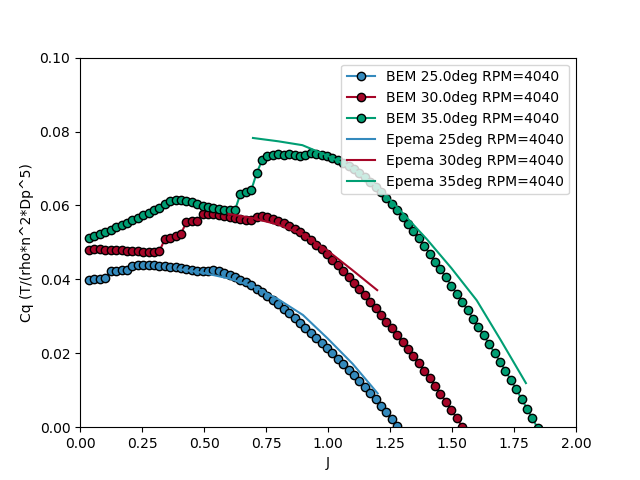 0.10
0.08
0.06
0.04
0.02
0.00
Cq (T/(rho*n^2*Dp^5)
BEM 25.0deg RPM=4040
BEM 30.0deg RPM=4040
BEM 35.0deg RPM=4040
Epema 25deg RPM=4040
Epema 30deg RPM=4040
Epema 35deg RPM=4040
0.00 0.25 0.50 0.75 1.00 1.25 1.50 1.75 2.00
J